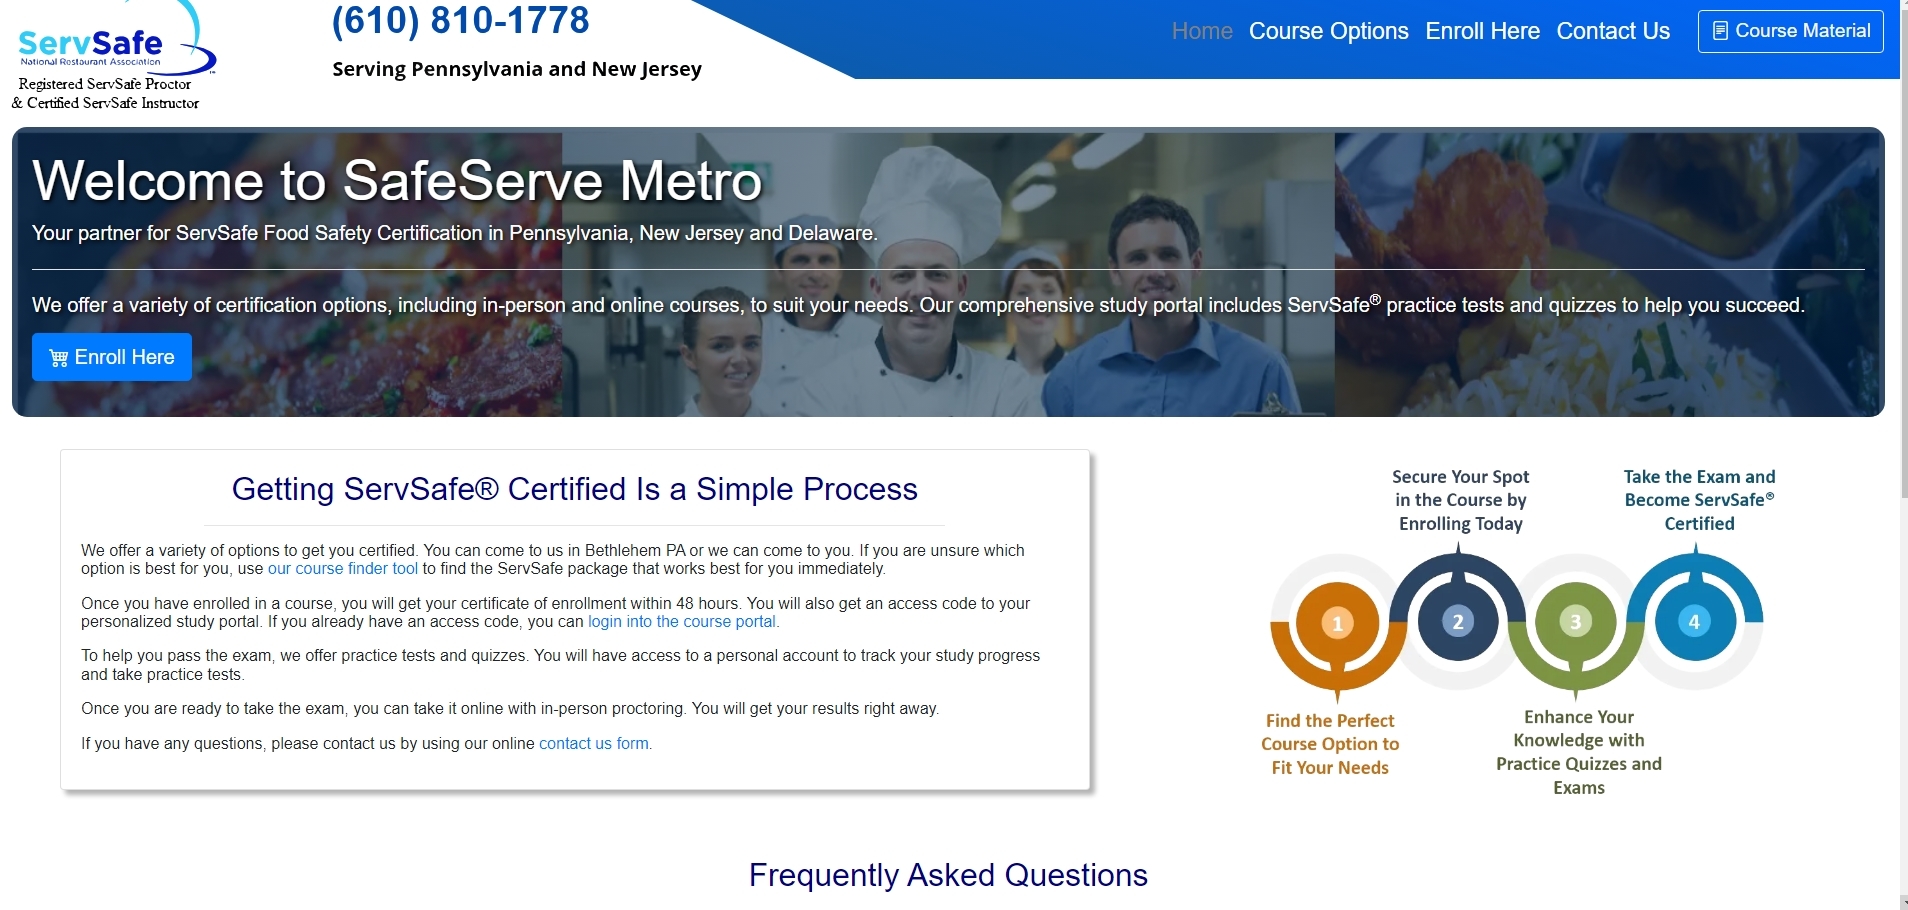 ServSafe
National Restaurant Association
Registered ServSafe Proctor
& Certified ServSafe Instructor
(610) 810-1778
Serving Pennsylvania and New Jersey
Home Course Options Enroll Here Contact Us Course Material
Welcome to SafeServe Metro
Your partner for ServSafe Food Safety Certification in Pennsylvania, New Jersey and Delaware.
We offer a variety of certification options, including in-person and online courses, to suit your needs. Our comprehensive study portal includes ServSafe® practice tests and quizzes to help you succeed.
Enroll Here
Getting ServSafe® Certified Is a Simple Process
We offer a variety of options to get you certified. You can come to us in Bethlehem PA or we can come to you. If you are unsure which
option is best for you, use our course finder tool to find the ServSafe package that works best for you immediately.
Once you have enrolled in a course, you will get your certificate of enrollment within 48 hours. You will also get an access code to your
personalized study portal. If you already have an access code, you can login into the course portal.
To help you pass the exam, we offer practice tests and quizzes. You will have access to a personal account to track your study progress
and take practice tests.
Once you are ready to take the exam, you can take it online with in-person proctoring. You will get your results right away.
If you have any questions, please contact us by using our online contact us form.
Secure Your Spot
in the Course by
Enrolling Today
Take the Exam and
Become ServSafe®
Certified
1
2
3
4
Find the Perfect
Course Option to
Fit Your Needs
Enhance Your
Knowledge with
Practice Quizzes and
Exams
Frequently Asked Questions